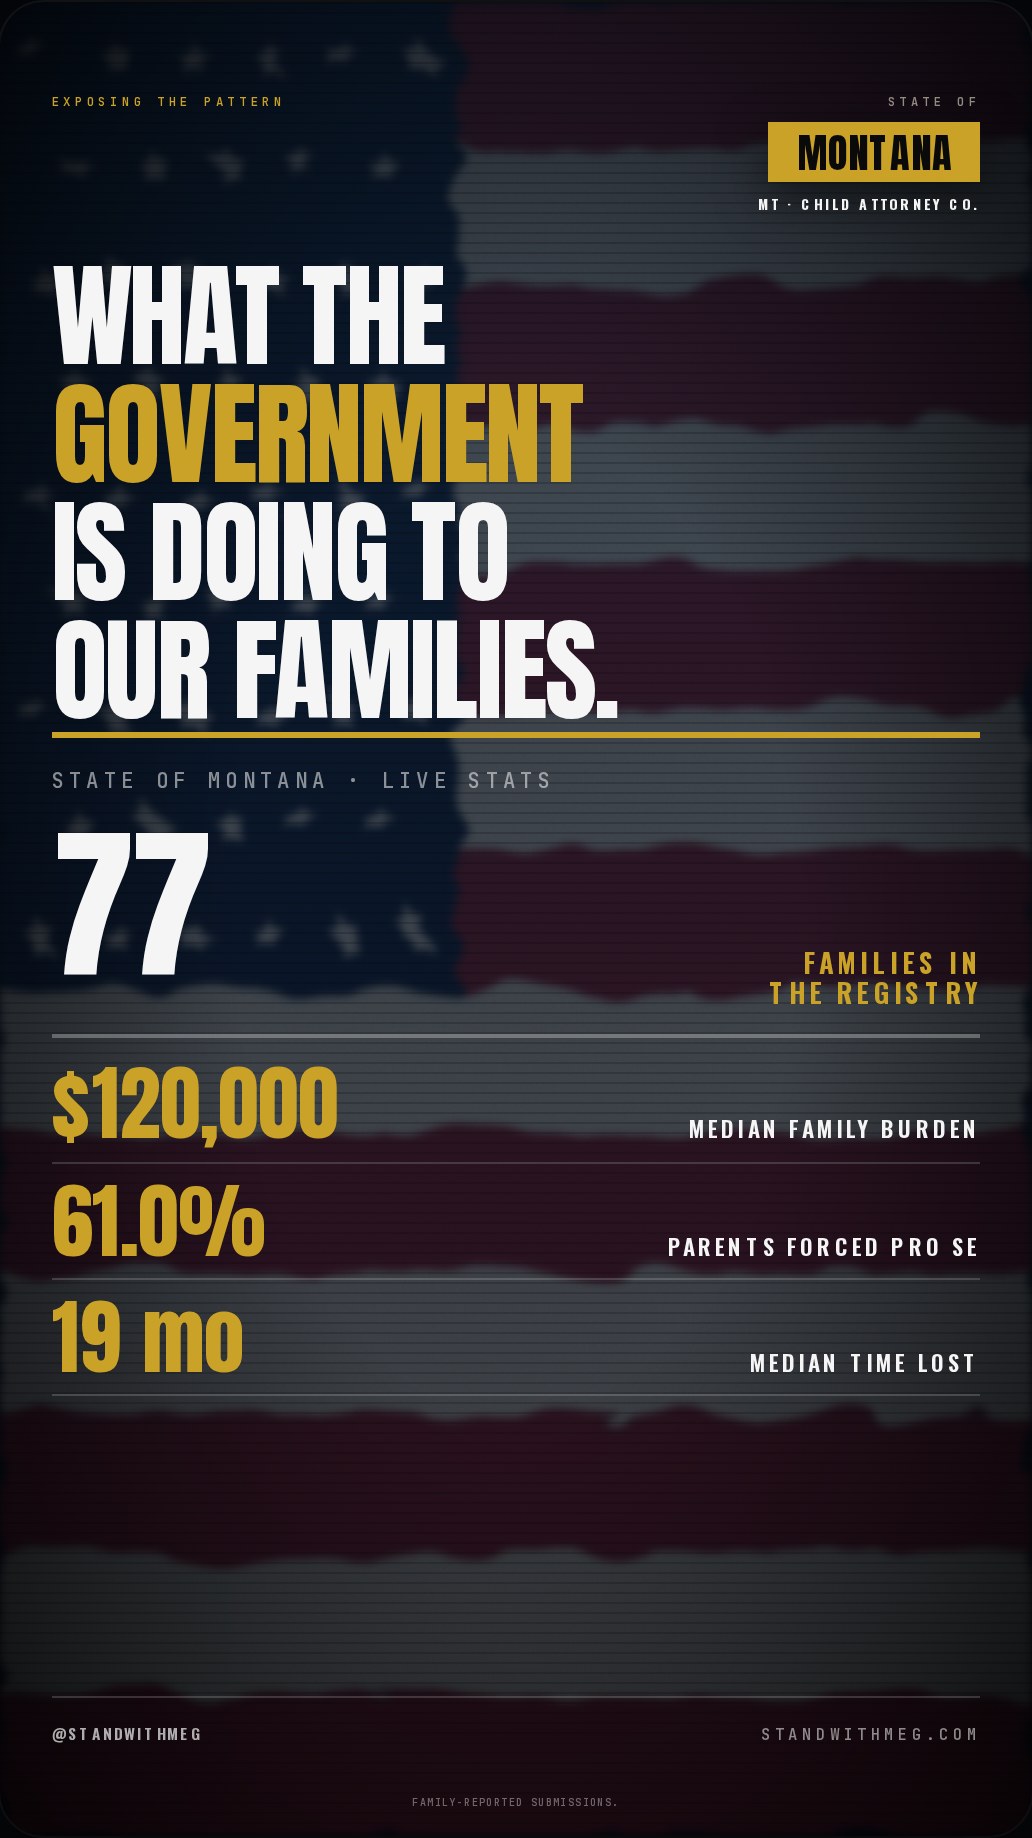 EXPOSING THE PATTERN
STATE OF
MONTANA
MT · CHILD ATTORNEY CO.
WHAT THE
GOVERNMENT
IS DOING TO
OUR FAMILIES.
STATE OF MONTANA · LIVE STATS
77
FAMILIES IN
THE REGISTRY
$120,000
MEDIAN FAMILY BURDEN
61.0%
PARENTS FORCED PRO SE
19 mo
MEDIAN TIME LOST
@STANDWITHMEG
STANDWITHMEG.COM
FAMILY-REPORTED SUBMISSIONS.